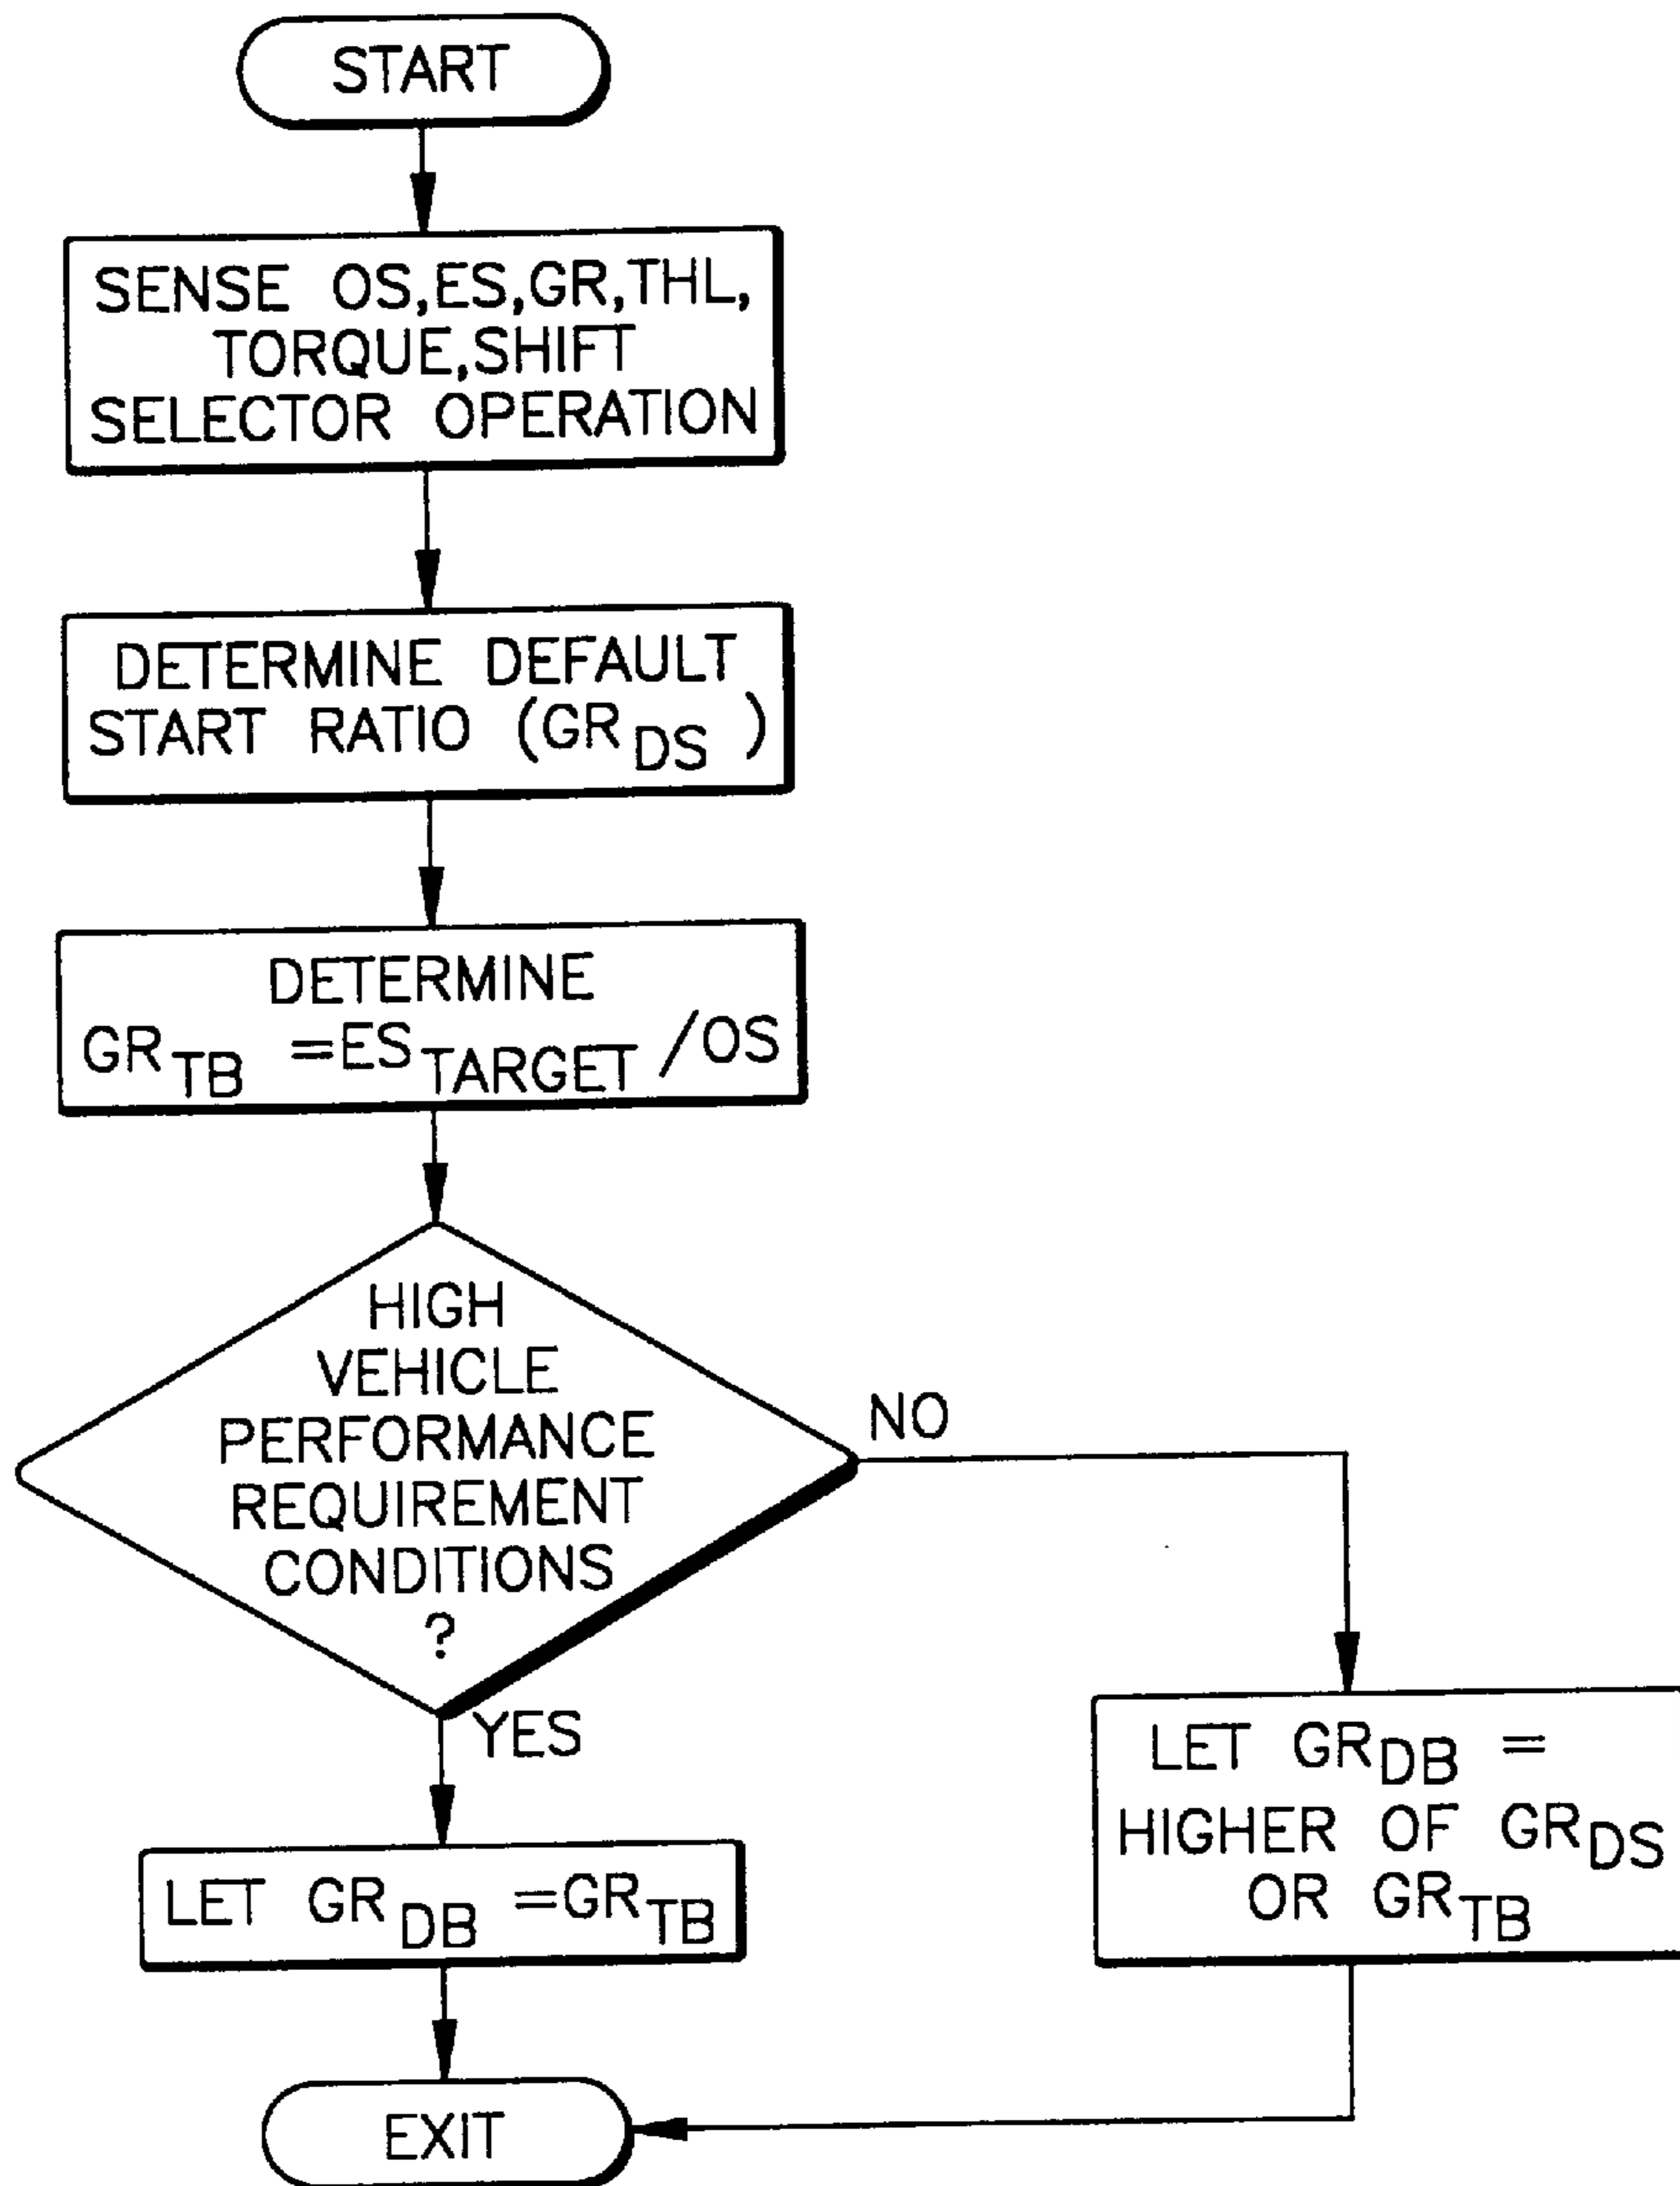 START
SENSE OS,ES,GR,THL,
TORQUE,SHIFT
SELECTOR OPERATION
DETERMINE DEFAULT
START RATIO (GRDS )
DETERMINE
GRTB =ESTARGET /OS
HIGH
VEHICLE
PERFORMANCE
REQUIREMENT
CONDITIONS
?
NO
YES
LET GRDB =
HIGHER OF GRDS
OR GRTB
LET GRDB =GRTB
EXIT